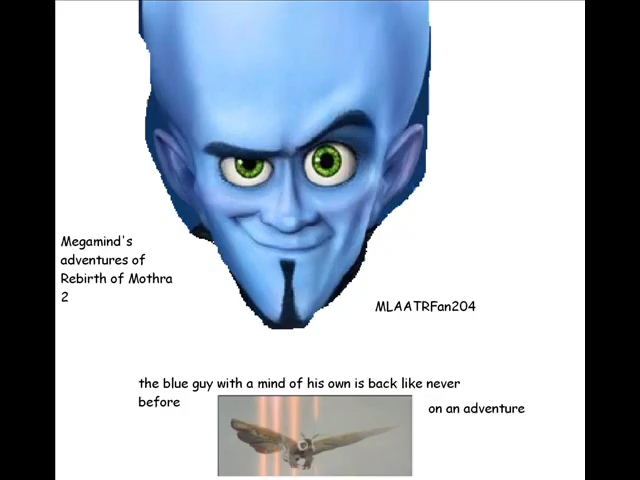 Megamind's
adventures of
Rebirth of Mothra
2
MLAATRFan204
the blue guy with a mind of his own is back like never
before
on an adventure